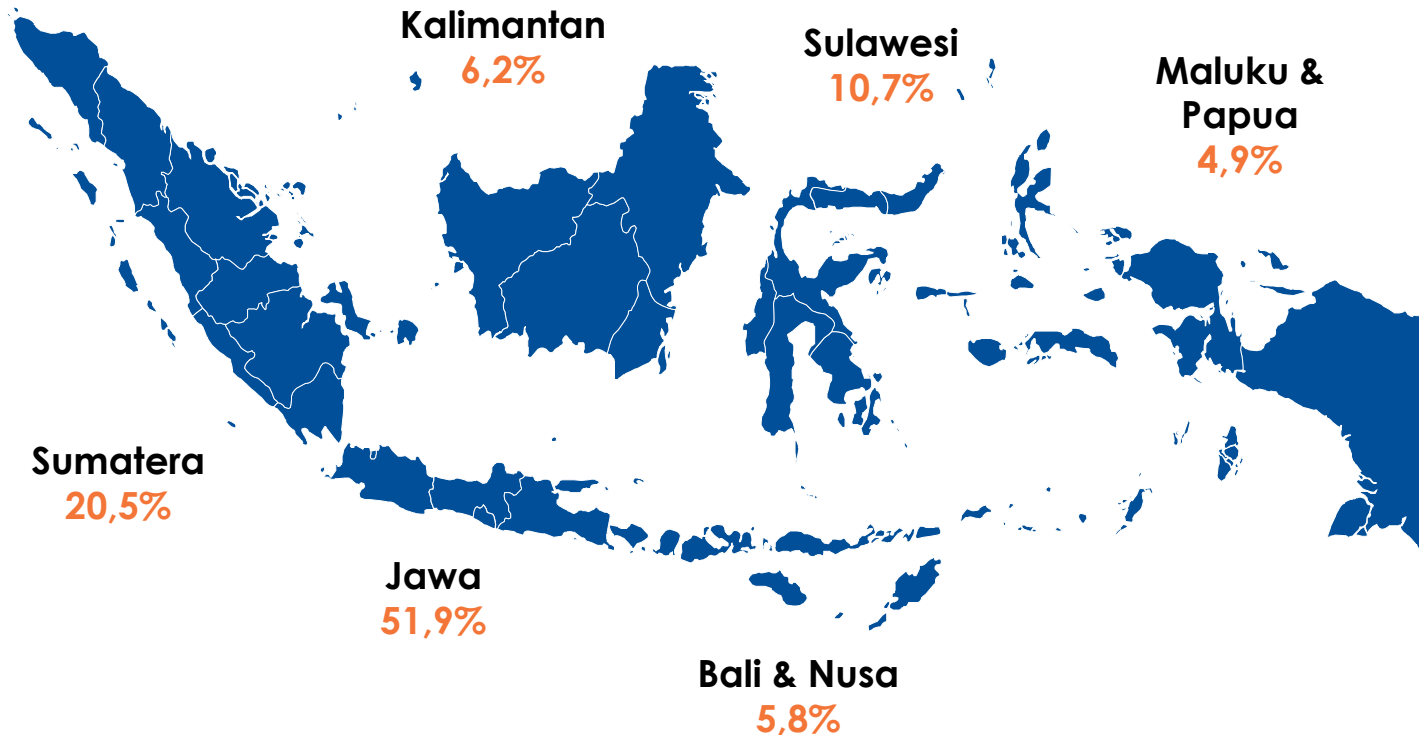 Kalimantan
6,2%
Sulawesi
10,7%
Maluku &
Papua
4,9%
Sumatera
20,5%
Jawa
51,9%
Bali & Nusa
5,8%